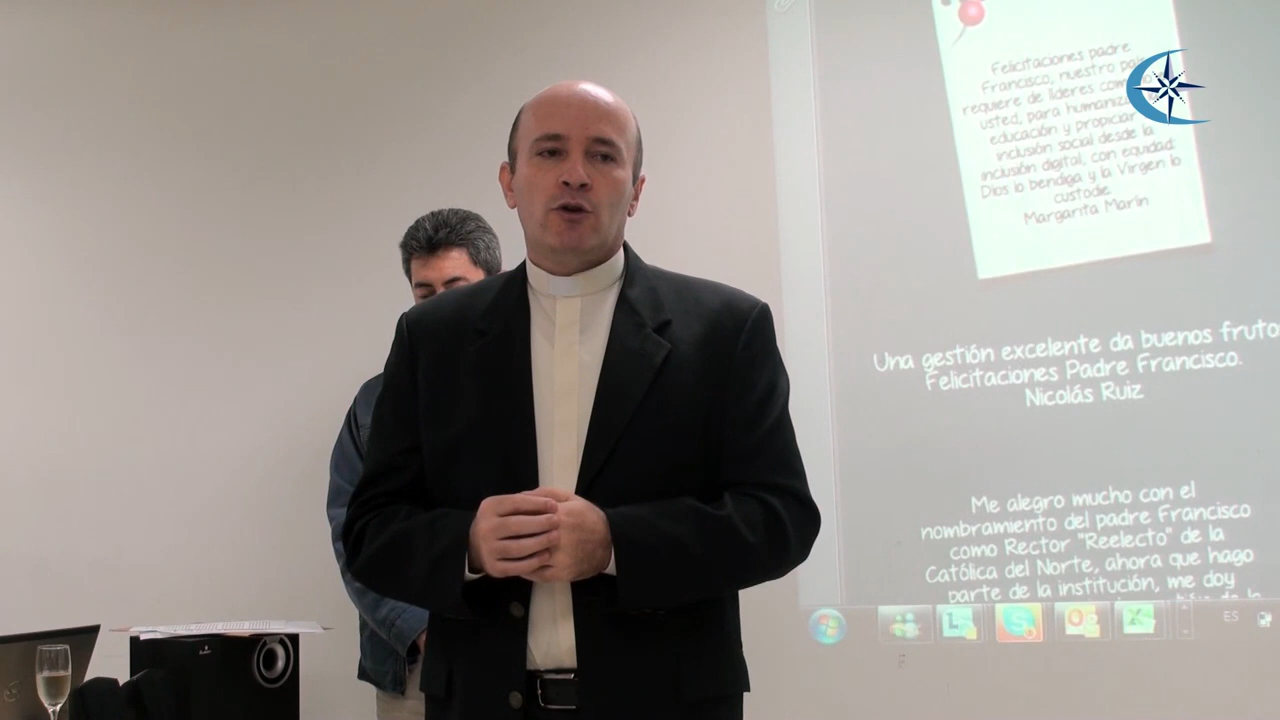 Felicitaciones padre
Francisco, nuestro
requiere de líderes
usted, para
educación y propiciar
inclusión social desde la
inclusión digital, con equidad.
Dios lo bendiga y la Virgen lo
custodie.
Margarita Marín
Una gestión excelente da buenos fruto
Felicitaciones Padre Francisco.
Nicolás Ruiz
Me alegro mucho con el
nombramiento del padre Francisco
como Rector "Reelecto" de la
Católica del Norte, ahora que hago
parte de la institución, me doy
ES